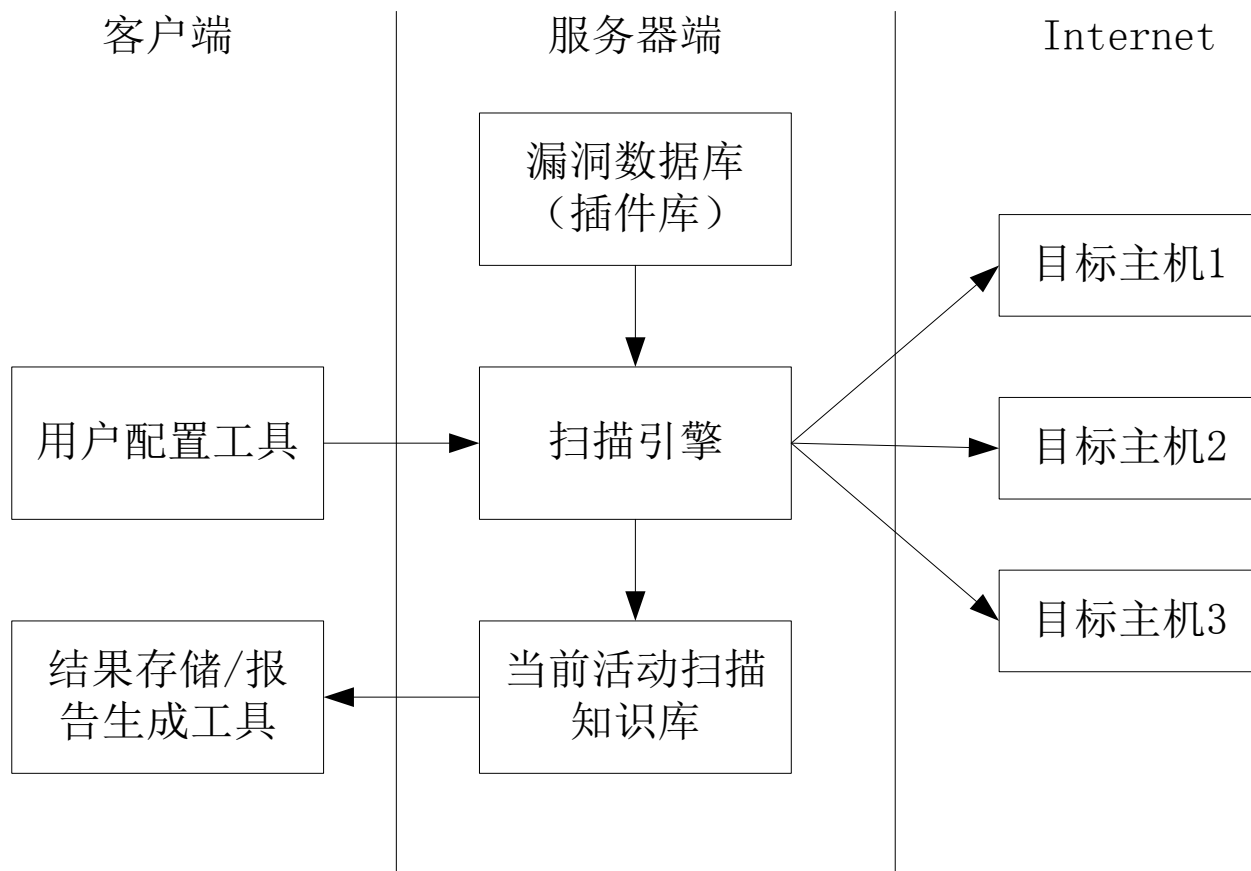 客户端
服务器端
Internet
漏洞数据库
（插件库）
目标主机1
用户配置工具
扫描引擎
目标主机2
目标主机3
结果存储/报
告生成工具
当前活动扫描
知识库